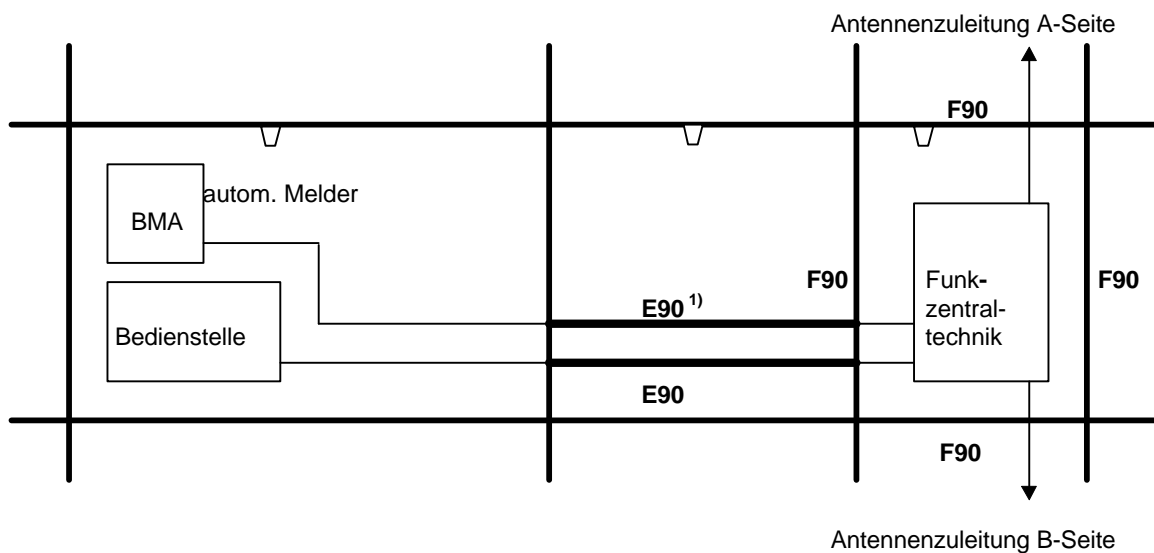 Antennenzuleitung A-Seite
F90
autom. Melder
BMA
F90
F90
Funk-
zentral-
technik
E90 1)
Bedienstelle
E90
F90
Antennenzuleitung B-Seite